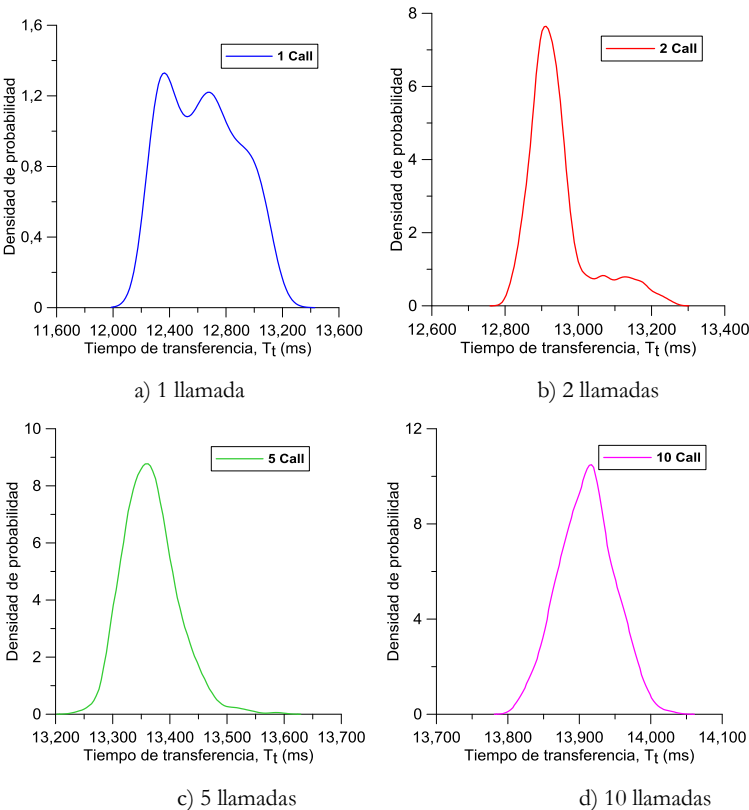 1,6
1,2
0,8
0,4
0
Densidad de probabilidad
1 Call
11,600 12,000 12,400 12,800 13,200 13,600
Tiempo de transferencia, Tt (ms)
a) 1 llamada
8
6
4
2
0
Densidad de probabilidad
2 Call
12,600 12,800 13,000 13,200 13,400
Tiempo de transferencia, Tt (ms)
b) 2 llamadas
10
8
6
4
2
0
Densidad de probabilidad
5 Call
13,200 13,300 13,400 13,500 13,600 13,700
Tiempo de transferencia, Tt (ms)
c) 5 llamadas
12
8
4
0
Densidad de probabilidad
10 Call
13,700 13,800 13,900 14,000 14,100
Tiempo de transferencia, Tt (ms)
d) 10 llamadas